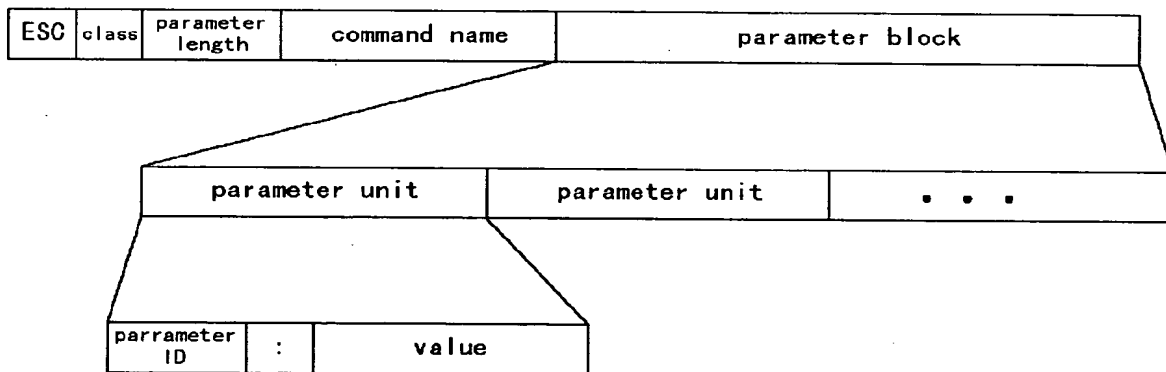 ESC class parameter length command name parameter block
parameter unit parameter unit • • •
parrameter ID : value